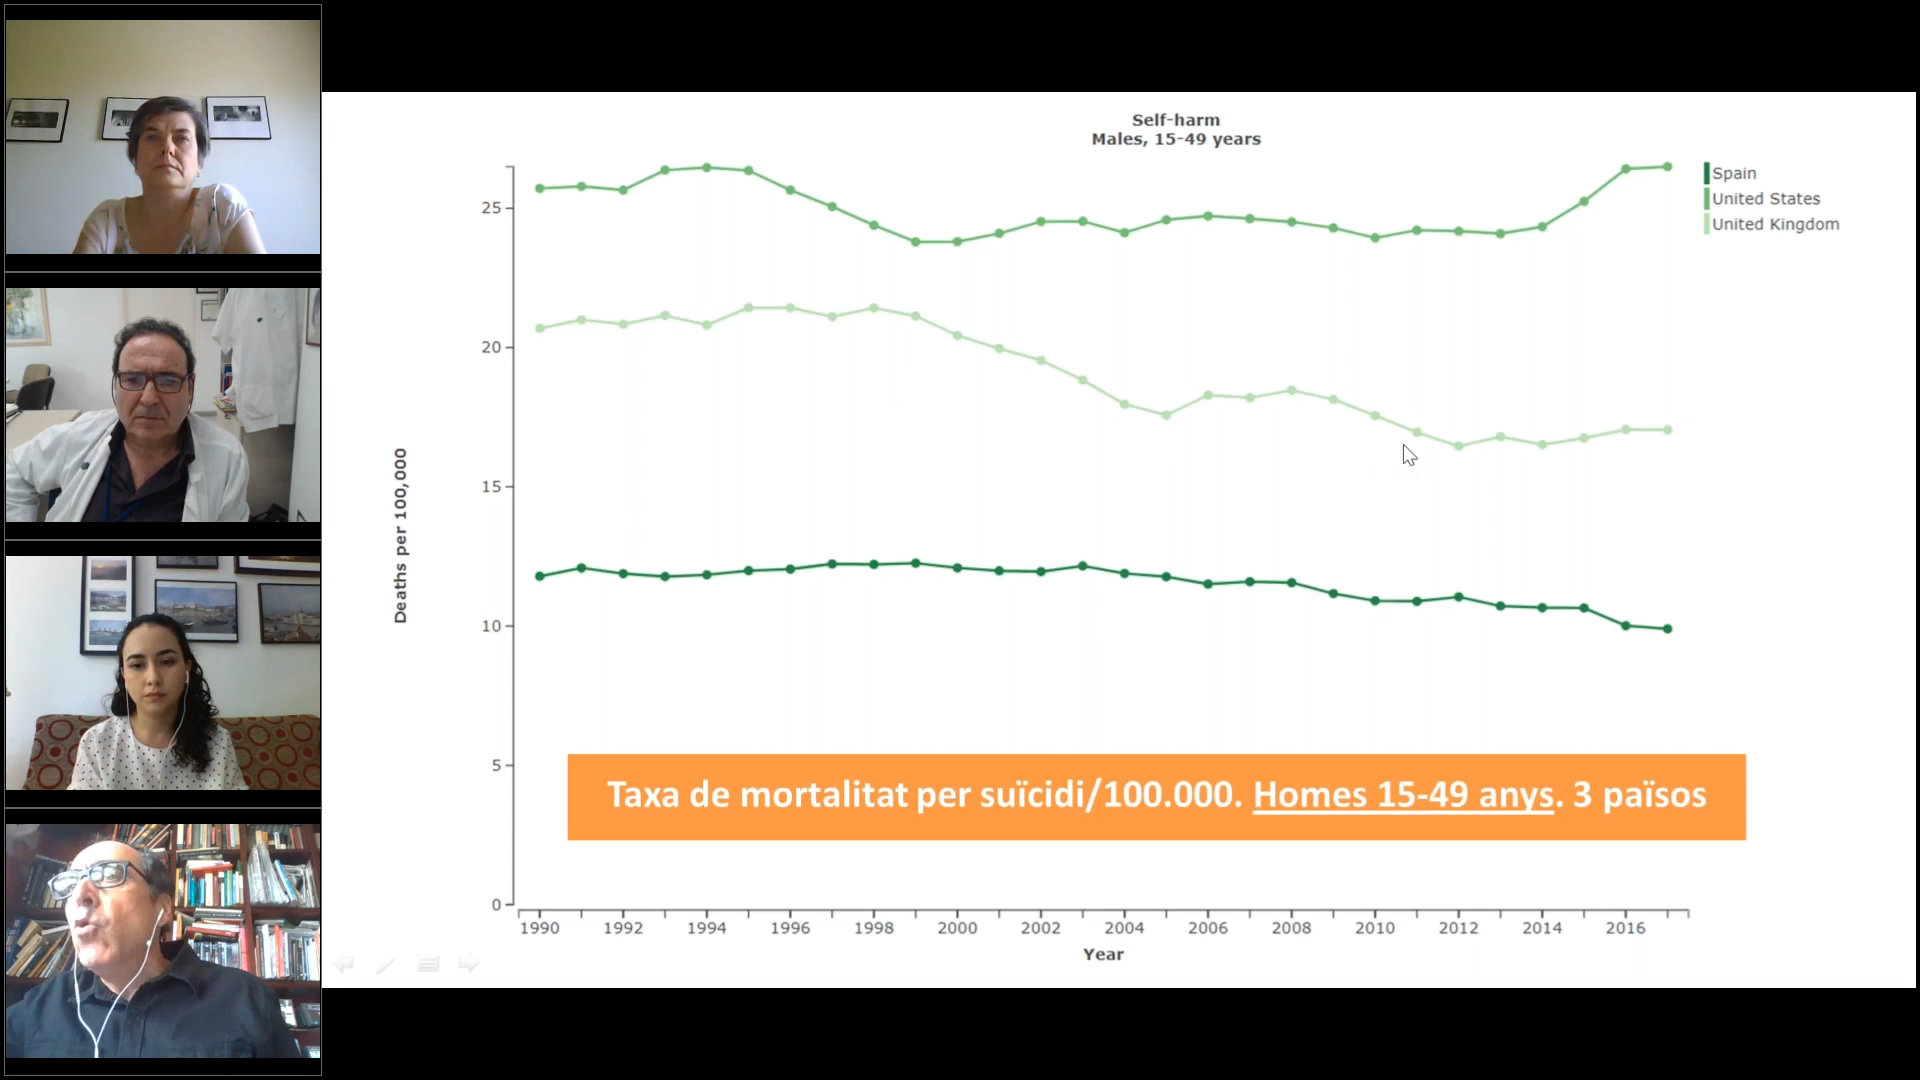 Self-harm
Males, 15-49 years
Spain
United States
United Kingdom
Deaths per 100,000
25
20
15
10
5
0
Taxa de mortalitat per suïcidi/100.000. Homes 15-49 anys. 3 països
1990 1992 1994 1996 1998 2000 2002 2004 2006 2008 2010 2012 2014 2016
Year